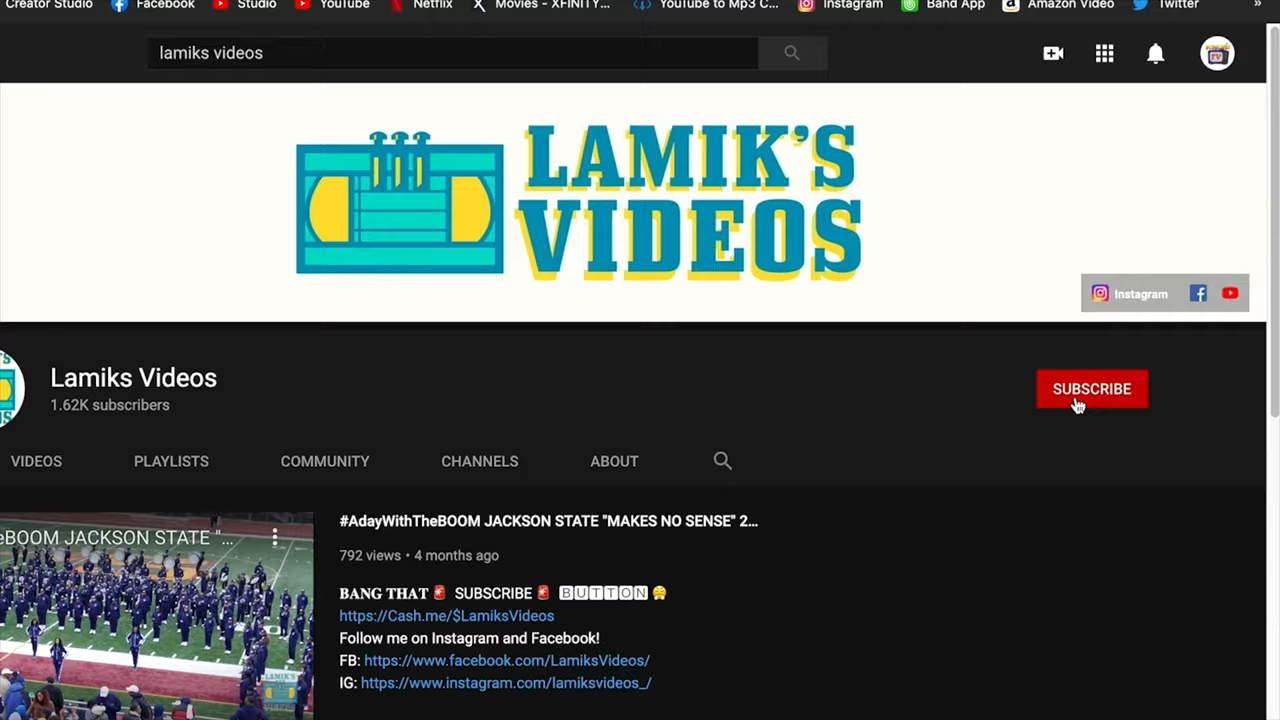 Creator Studio Facebook Studio YouTube Netflix Movies - XFINITY... YouTube to Mp3 C... Instagram Band App Amazon Video Twitter »
lamiks videos
LAMIK'S
VIDEOS
Instagram
Lamiks Videos
1.62K subscribers
SUBSCRIBE
VIDEOS PLAYLISTS COMMUNITY CHANNELS ABOUT
eBOOM JACKSON STATE "...
#AdayWithTheBOOM JACKSON STATE "MAKES NO SENSE" 2...
792 views • 4 months ago
𝐁𝐀𝐍𝐆 𝐓𝐇𝐀𝐓🚨 SUBSCRIBE🚨 🄱🅄🅃🅃🄾🄽😤
https://Cash.me/$LamiksVideos
Follow me on Instagram and Facebook!
FB: https://www.facebook.com/LamiksVideos/
IG: https://www.instagram.com/lamiksvideos_/